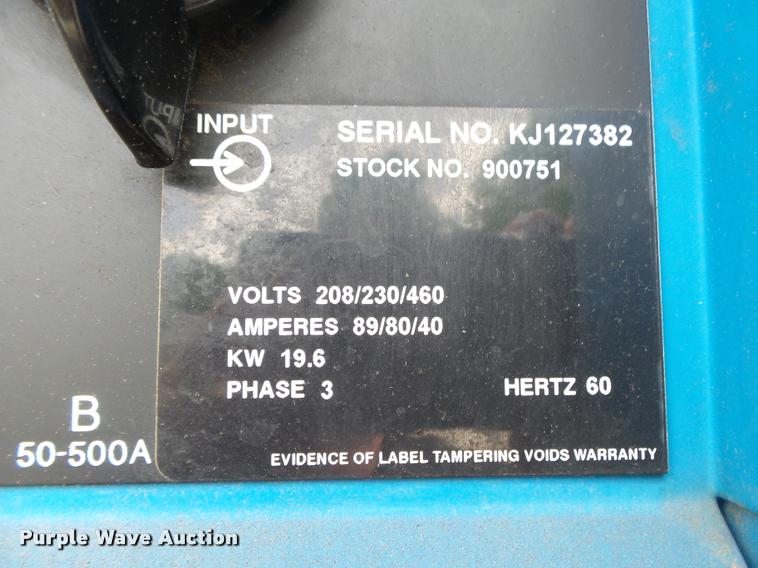 INPUT
SERIAL NO. KJ127382
STOCK NO. 900751
VOLTS 208/230/460
AMPERES 89/80/40
KW 19.6
PHASE 3 HERTZ 60
B
50-500A
EVIDENCE OF LABEL TAMPERING VOIDS WARRANTY
Purple Wave Auction